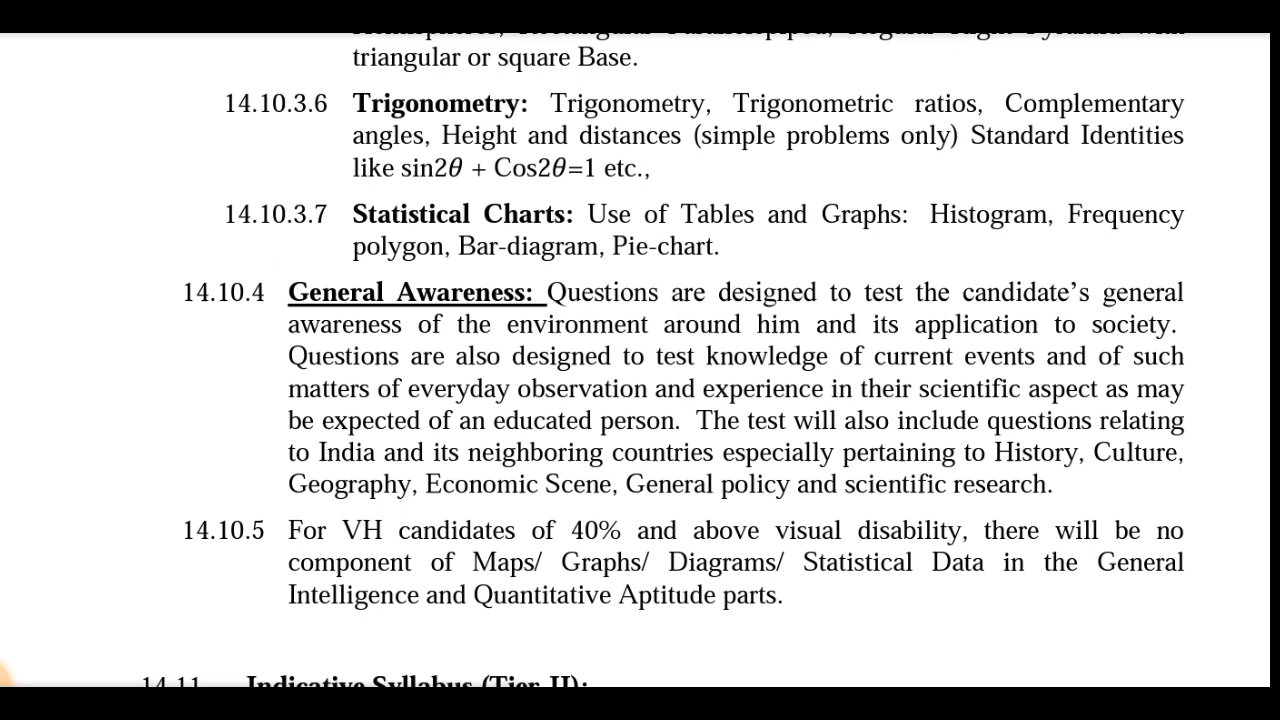 triangular or square Base.
14.10.3.6 Trigonometry: Trigonometry, Trigonometric ratios, Complementary
angles, Height and distances (simple problems only) Standard Identities
like sin2𝜃 + Cos2𝜃=1 etc.,
14.10.3.7 Statistical Charts: Use of Tables and Graphs: Histogram, Frequency
polygon, Bar-diagram, Pie-chart.
14.10.4 General Awareness: Questions are designed to test the candidate’s general
awareness of the environment around him and its application to society.
Questions are also designed to test knowledge of current events and of such
matters of everyday observation and experience in their scientific aspect as may
be expected of an educated person. The test will also include questions relating
to India and its neighboring countries especially pertaining to History, Culture,
Geography, Economic Scene, General policy and scientific research.
14.10.5 For VH candidates of 40% and above visual disability, there will be no
component of Maps/ Graphs/ Diagrams/ Statistical Data in the General
Intelligence and Quantitative Aptitude parts.
14.11 Indicative Syllabus (Tier-II):